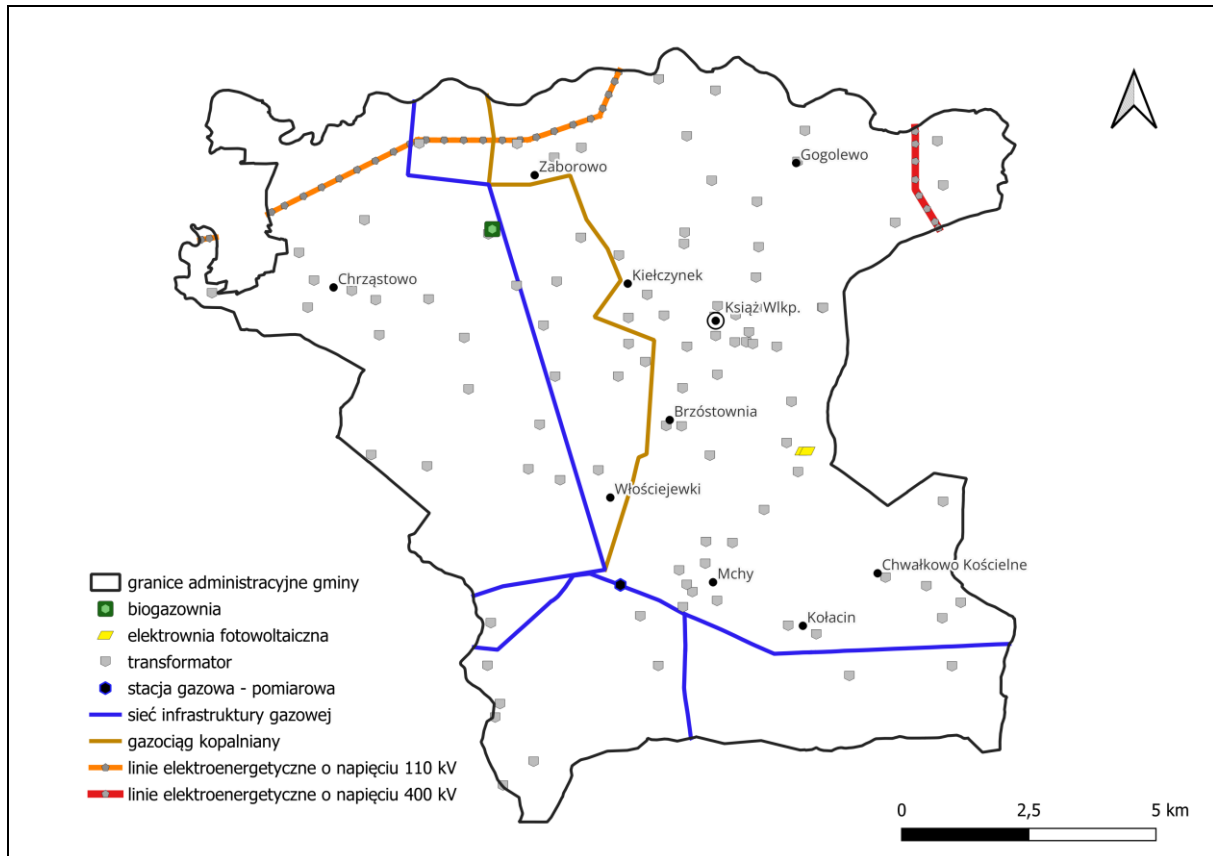 Gogolewo
Zaborowo
Chrząstowo
Kiełczynek
Książ Wlkp.
Brzóstownia
Włościejewki
Mchy
Chwałkowo Kościelne
Kołacin
granice administracyjne gminy
biogazownia
elektrownia fotowoltaiczna
transformator
stacja gazowa - pomiarowa
sieć infrastruktury gazowej
gazociąg kopalniany
linie elektroenergetyczne o napięciu 110 kV
linie elektroenergetyczne o napięciu 400 kV
0 2,5 5 km